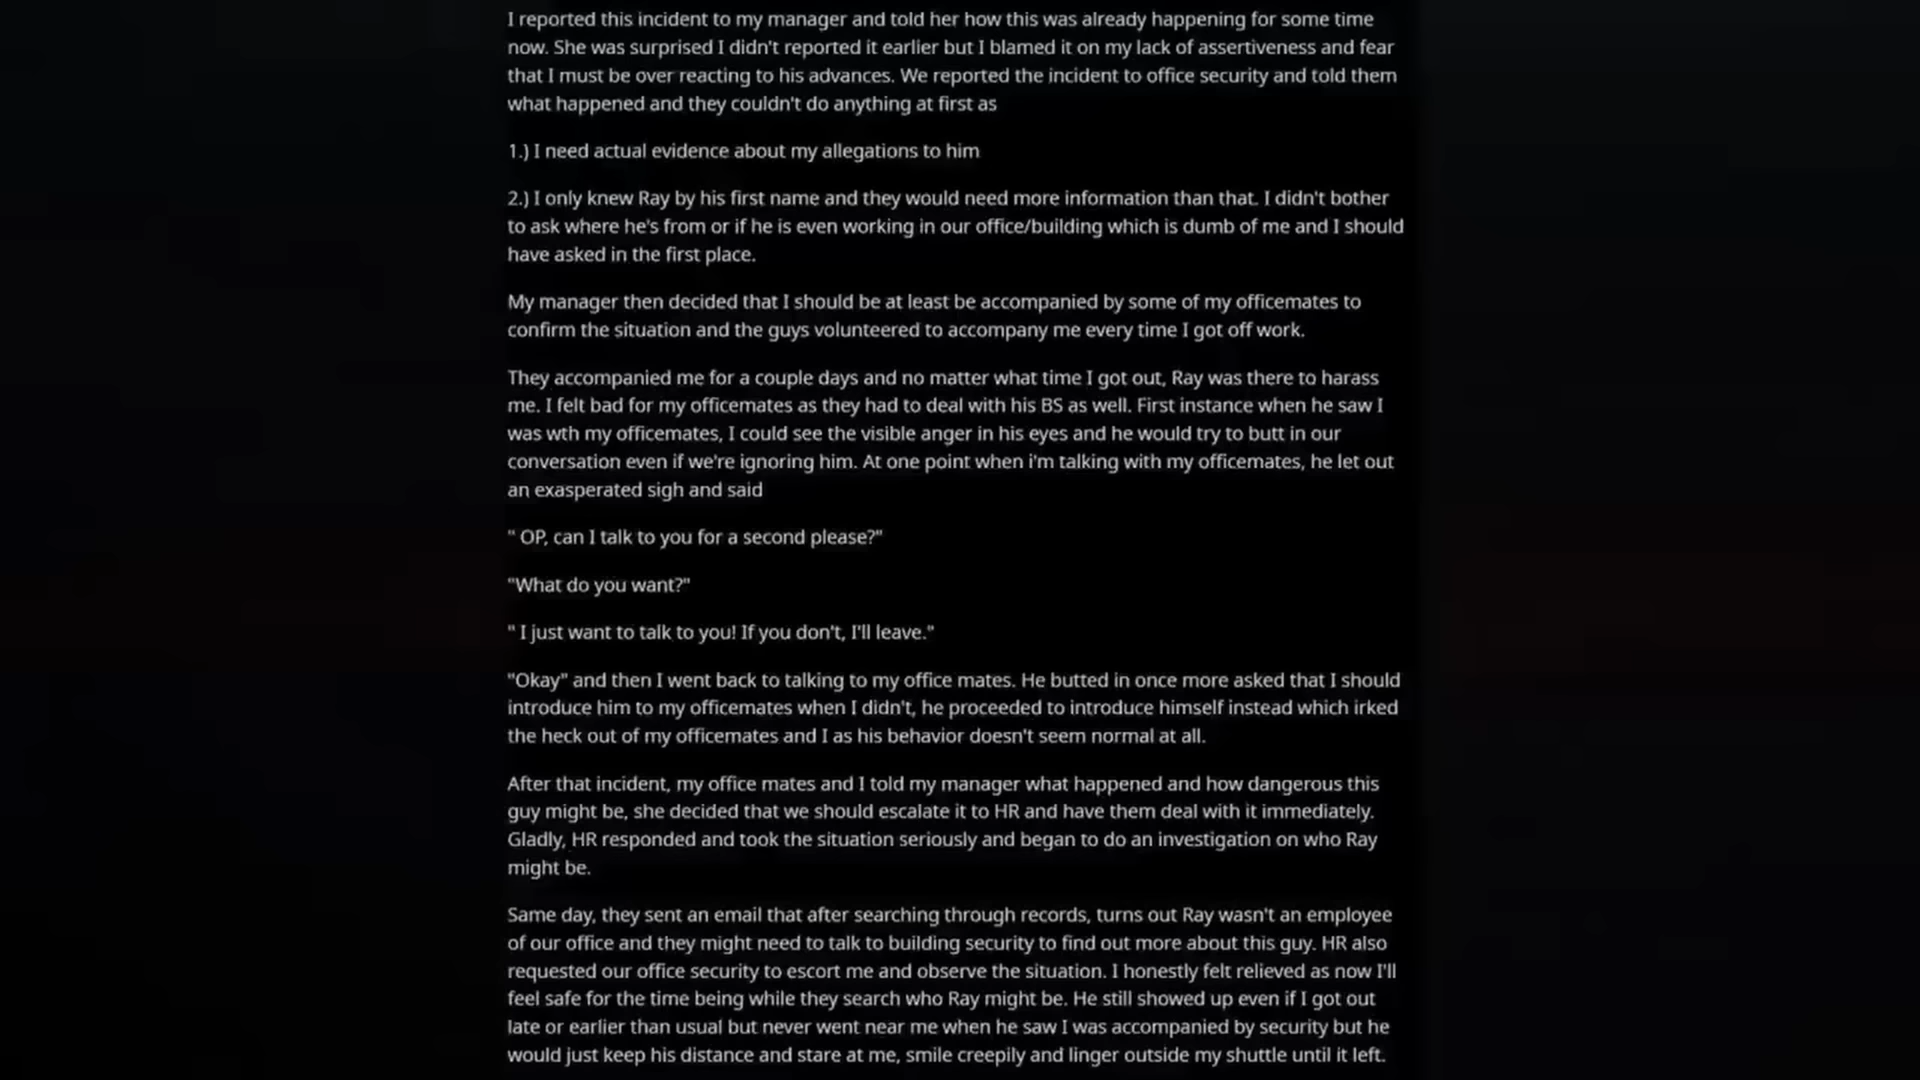 I reported this incident to my manager and told her how this was already happening for some time
now. She was surprised I didn't reported it earlier but I blamed it on my lack of assertiveness and fear
that I must be over reacting to his advances. We reported the incident to office security and told them
what happened and they couldn't do anything at first as
1.) I need actual evidence about my allegations to him
2.) I only knew Ray by his first name and they would need more information than that. I didn't bother
to ask where he's from or if he is even working in our office/building which is dumb of me and I should
have asked in the first place.
My manager then decided that I should be at least be accompanied by some of my officemates to
confirm the situation and the guys volunteered to accompany me every time I got off work.
They accompanied me for a couple days and no matter what time I got out, Ray was there to harass
me. I felt bad for my officemates as they had to deal with his BS as well. First instance when he saw I
was wth my officemates, I could see the visible anger in his eyes and he would try to butt in our
conversation even if we're ignoring him. At one point when i'm talking with my officemates, he let out
an exasperated sigh and said
" OP, can I talk to you for a second please?"
"What do you want?"
" I just want to talk to you! If you don't, I'll leave."
"Okay" and then I went back to talking to my office mates. He butted in once more asked that I should
introduce him to my officemates when I didn't, he proceeded to introduce himself instead which irked
the heck out of my officemates and I as his behavior doesn't seem normal at all.
After that incident, my office mates and I told my manager what happened and how dangerous this
guy might be, she decided that we should escalate it to HR and have them deal with it immediately.
Gladly, HR responded and took the situation seriously and began to do an investigation on who Ray
might be.
Same day, they sent an email that after searching through records, turns out Ray wasn't an employee
of our office and they might need to talk to building security to find out more about this guy. HR also
requested our office security to escort me and observe the situation. I honestly felt relieved as now I'll
feel safe for the time being while they search who Ray might be. He still showed up even if I got out
late or earlier than usual but never went near me when he saw I was accompanied by security but he
would just keep his distance and stare at me, smile creepily and linger outside my shuttle until it left.